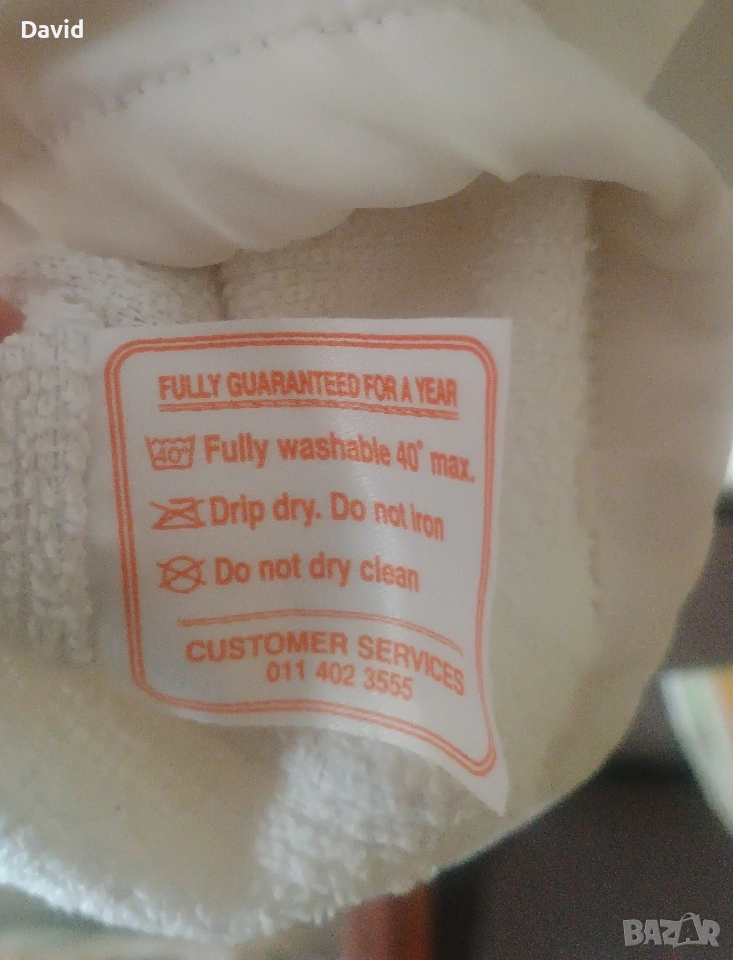 David
FULLY GUARANTEED FOR A YEAR
40° Fully washable 40° max.
Drip dry. Do not Iron
Do not dry clean
CUSTOMER SERVICES
011 402 3555
BAZAR